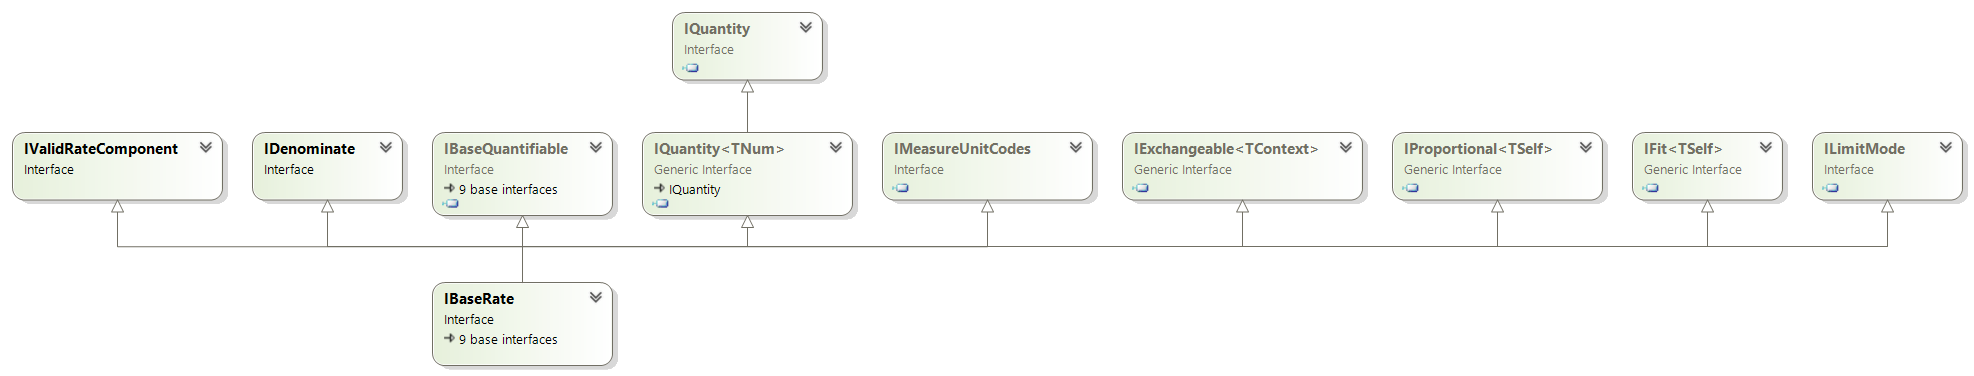 IQuantity
Interface
IValidRateComponent
Interface
IDenominate
Interface
IBaseQuantifiable
Interface
9 base interfaces
IQuantity<TNum>
Generic Interface
IQuantity
IMeasureUnitCodes
Interface
IExchangeable<TContext>
Generic Interface
IProportional<TSelf>
Generic Interface
IFit<TSelf>
Generic Interface
ILimitMode
Interface
IBaseRate
Interface
9 base interfaces